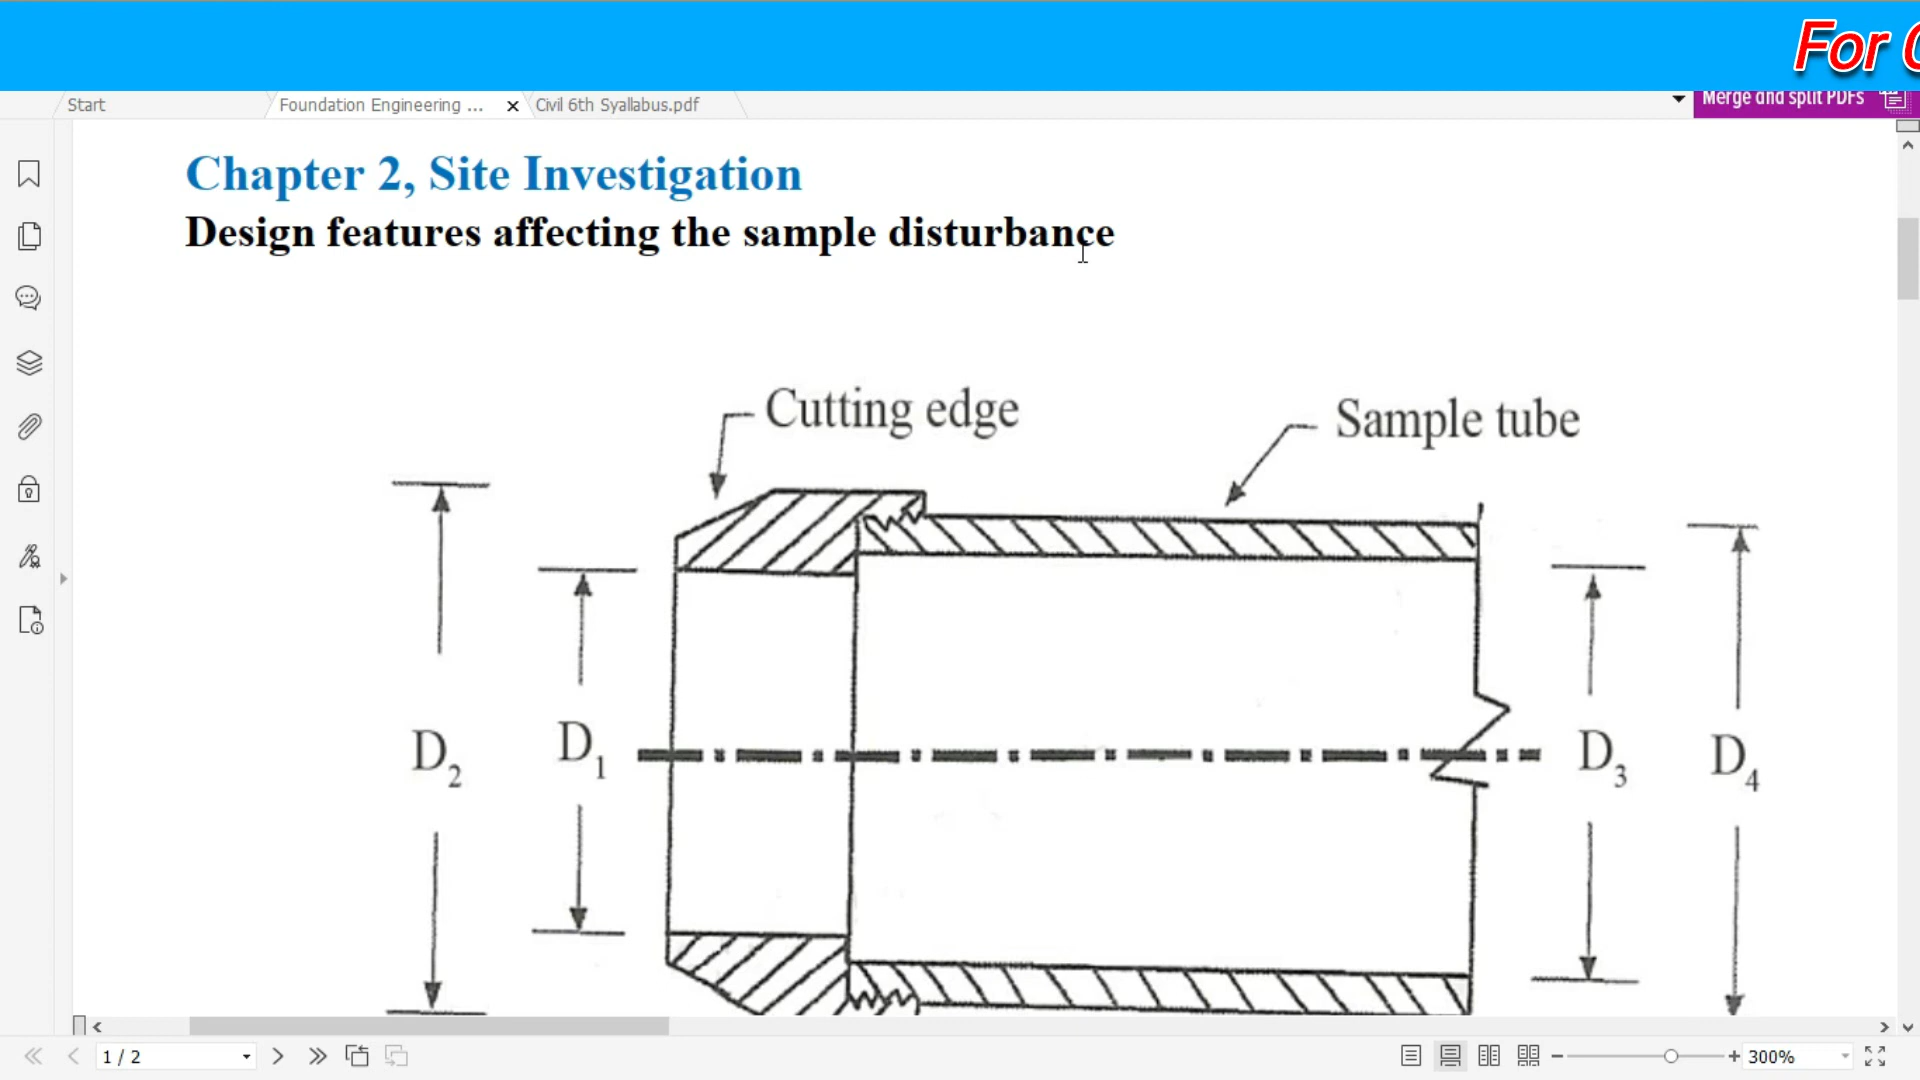 For
Start
Foundation Engineering ...
Civil 6th Syallabus.pdf
Merge and split PDFs
Chapter 2, Site Investigation
Design features affecting the sample disturbance
Cutting edge
Sample tube
D2
D1
D3
D4
1 / 2
300%